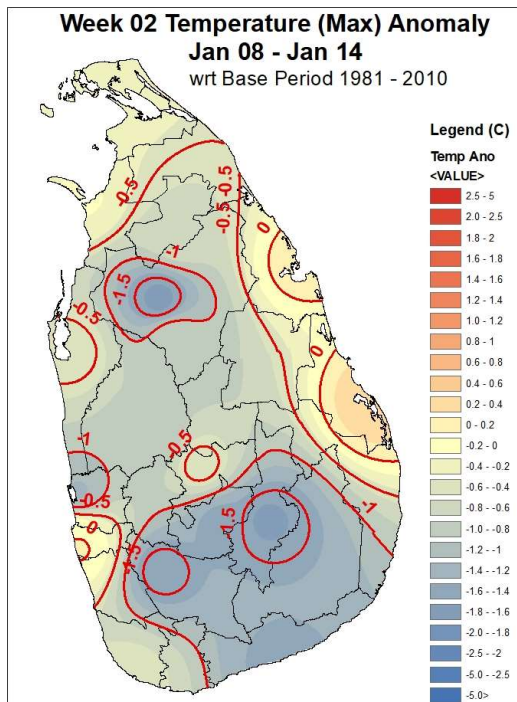 Week 02 Temperature (Max) Anomaly
Jan 08 - Jan 14
wrt Base Period 1981 - 2010
Legend (C)
Temp Ano
<VALUE>
2.5 - 5
2.0 - 2.5
1.8 - 2
1.6 - 1.8
1.4 - 1.6
1.2 - 1.4
1.0 - 1.2
0.8 - 1
0.6 - 0.8
0.4 - 0.6
0.2 - 0.4
0 - 0.2
-0.2 - 0
-0.4 - -0.2
-0.6 - -0.4
-0.8 - -0.6
-1.0 - -0.8
-1.2 - -1
-1.4 - -1.2
-1.6 - -1.4
-1.8 - -1.6
-2.0 - -1.8
-2.5 - -2
-5.0 - -2.5
-5.0>
-0.5
-0.5
-0.5
0
-1
-1.5
-0.5
0
-0.5
-1
-0.5
-1
0
-1.5
-1.5